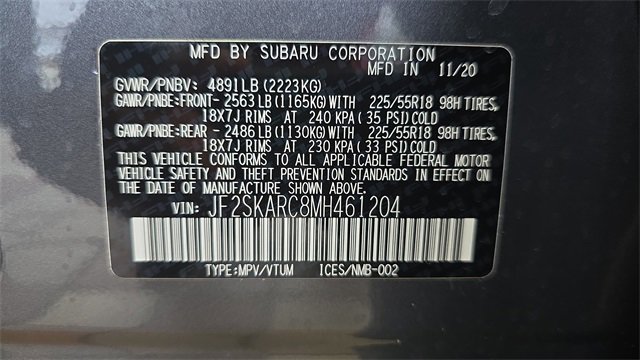 MFD BY SUBARU CORPORATION
MFD IN 11/20
GVWR/PNBV: 4891LB (2223KG)
GAWR/PNBE:FRONT- 2563LB (1165KG)WITH 225/55R18 98H TIRES,
18X7J RIMS AT 240 KPA (35 PSI)COLD
GAWR/PNBE:REAR - 2486LB (1130KG)WITH 225/55R18 98H TIRES,
18X7J RIMS AT 230 KPA (33 PSI)COLD
THIS VEHICLE CONFORMS TO ALL APPLICABLE FEDERAL MOTOR
VEHICLE SAFETY AND THEFT PREVENTION STANDARDS IN EFFECT ON
THE DATE OF MANUFACTURE SHOWN ABOVE.
VIN: JF2SKARC8MH461204
TYPE:MPV/VTUM ICES/NMB-002